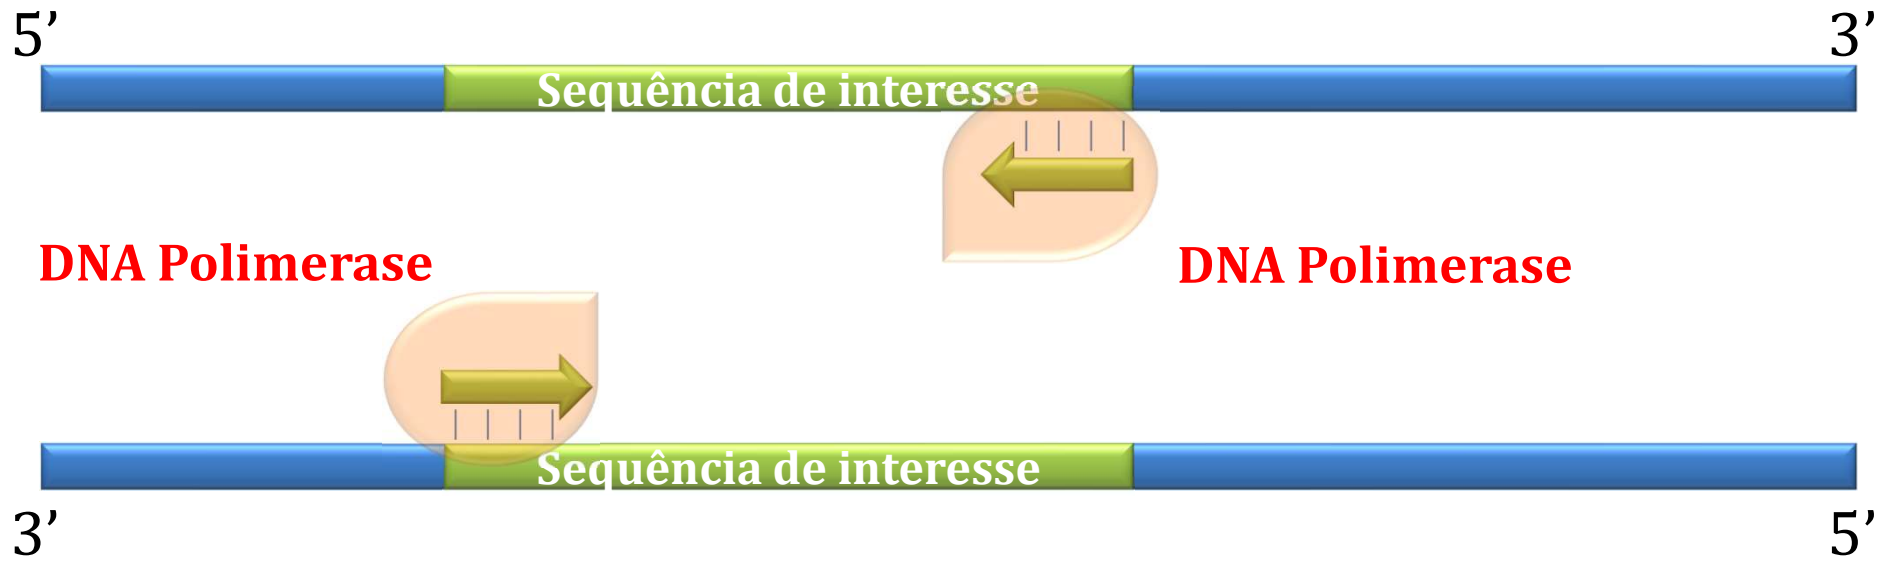 5’
3’
Sequência de interesse
DNA Polimerase
DNA Polimerase
Sequência de interesse
3’
5’